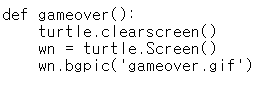 def gameover():
    turtle.clearscreen()
    wn = turtle.Screen()
    wn.bgpic('gameover.gif')